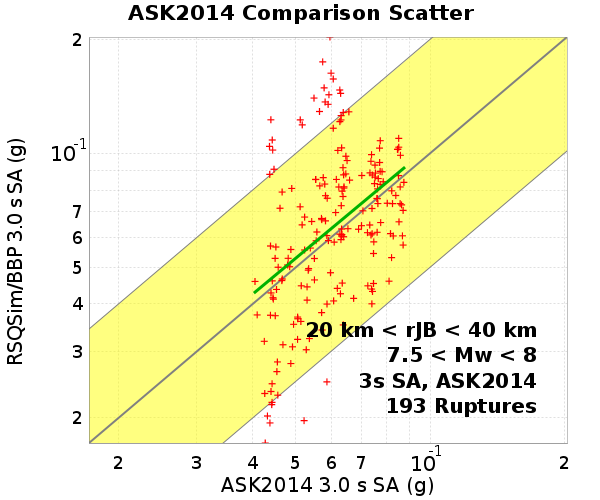 ASK2014 Comparison Scatter
RSQSim/BBP 3.0 s SA (g)
2
10^-1
7
6
5
4
3
2
20 km < rJB < 40 km
7.5 < Mw < 8
3s SA, ASK2014
193 Ruptures
2 3 4 5 6 7 10^-1 2
ASK2014 3.0 s SA (g)